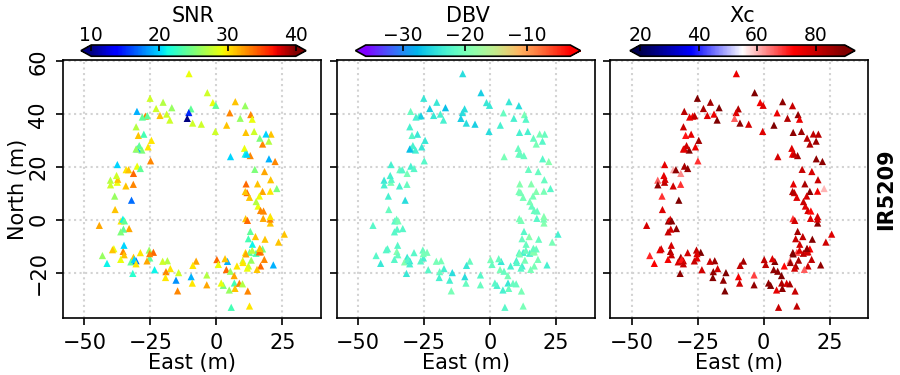 SNR DBV Xc
10 20 30 40 −30 −20 −10 20 40 60 80
60
40
20
0
−20
North (m)
IR5209
−50 −25 0 25 −50 −25 0 25 −50 −25 0 25
East (m) East (m) East (m)